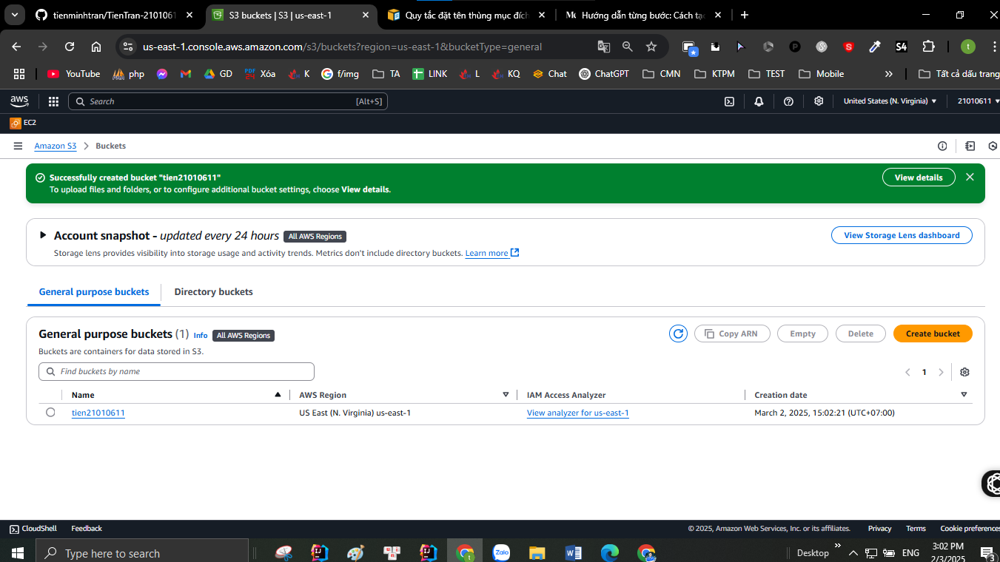 tienminhtran/TienTran-2101061
S3 buckets | S3 | us-east-1
Quy tắc đặt tên thùng mục đích
Hướng dẫn từng bước: Cách tạo
us-east-1.console.aws.amazon.com/s3/buckets?region=us-east-1&bucketType=general
S4
t
YouTube
php
GD
PDF 24
Xóa
K
f/img
TA
LINK
L
KQ
Chat
ChatGPT
CMN
KTPM
TEST
Mobile
Tất cả dấu trang
aws
Search
[Alt+S]
United States (N. Virginia)
21010611
EC2
Amazon S3
Buckets
Successfully created bucket "tien21010611"
To upload files and folders, or to configure additional bucket settings, choose View details.
View details
Account snapshot - updated every 24 hours
All AWS Regions
Storage lens provides visibility into storage usage and activity trends. Metrics don't include directory buckets. Learn more
View Storage Lens dashboard
General purpose buckets
Directory buckets
General purpose buckets (1)
Info
All AWS Regions
Buckets are containers for data stored in S3.
Copy ARN
Empty
Delete
Create bucket
Find buckets by name
1
Name
AWS Region
IAM Access Analyzer
Creation date
tien21010611
US East (N. Virginia) us-east-1
View analyzer for us-east-1
March 2, 2025, 15:02:21 (UTC+07:00)
CloudShell
Feedback
© 2025, Amazon Web Services, Inc. or its affiliates.
Privacy
Terms
Cookie preferences
Type here to search
Zalo
Desktop
ENG
3:02 PM
2/3/2025
3